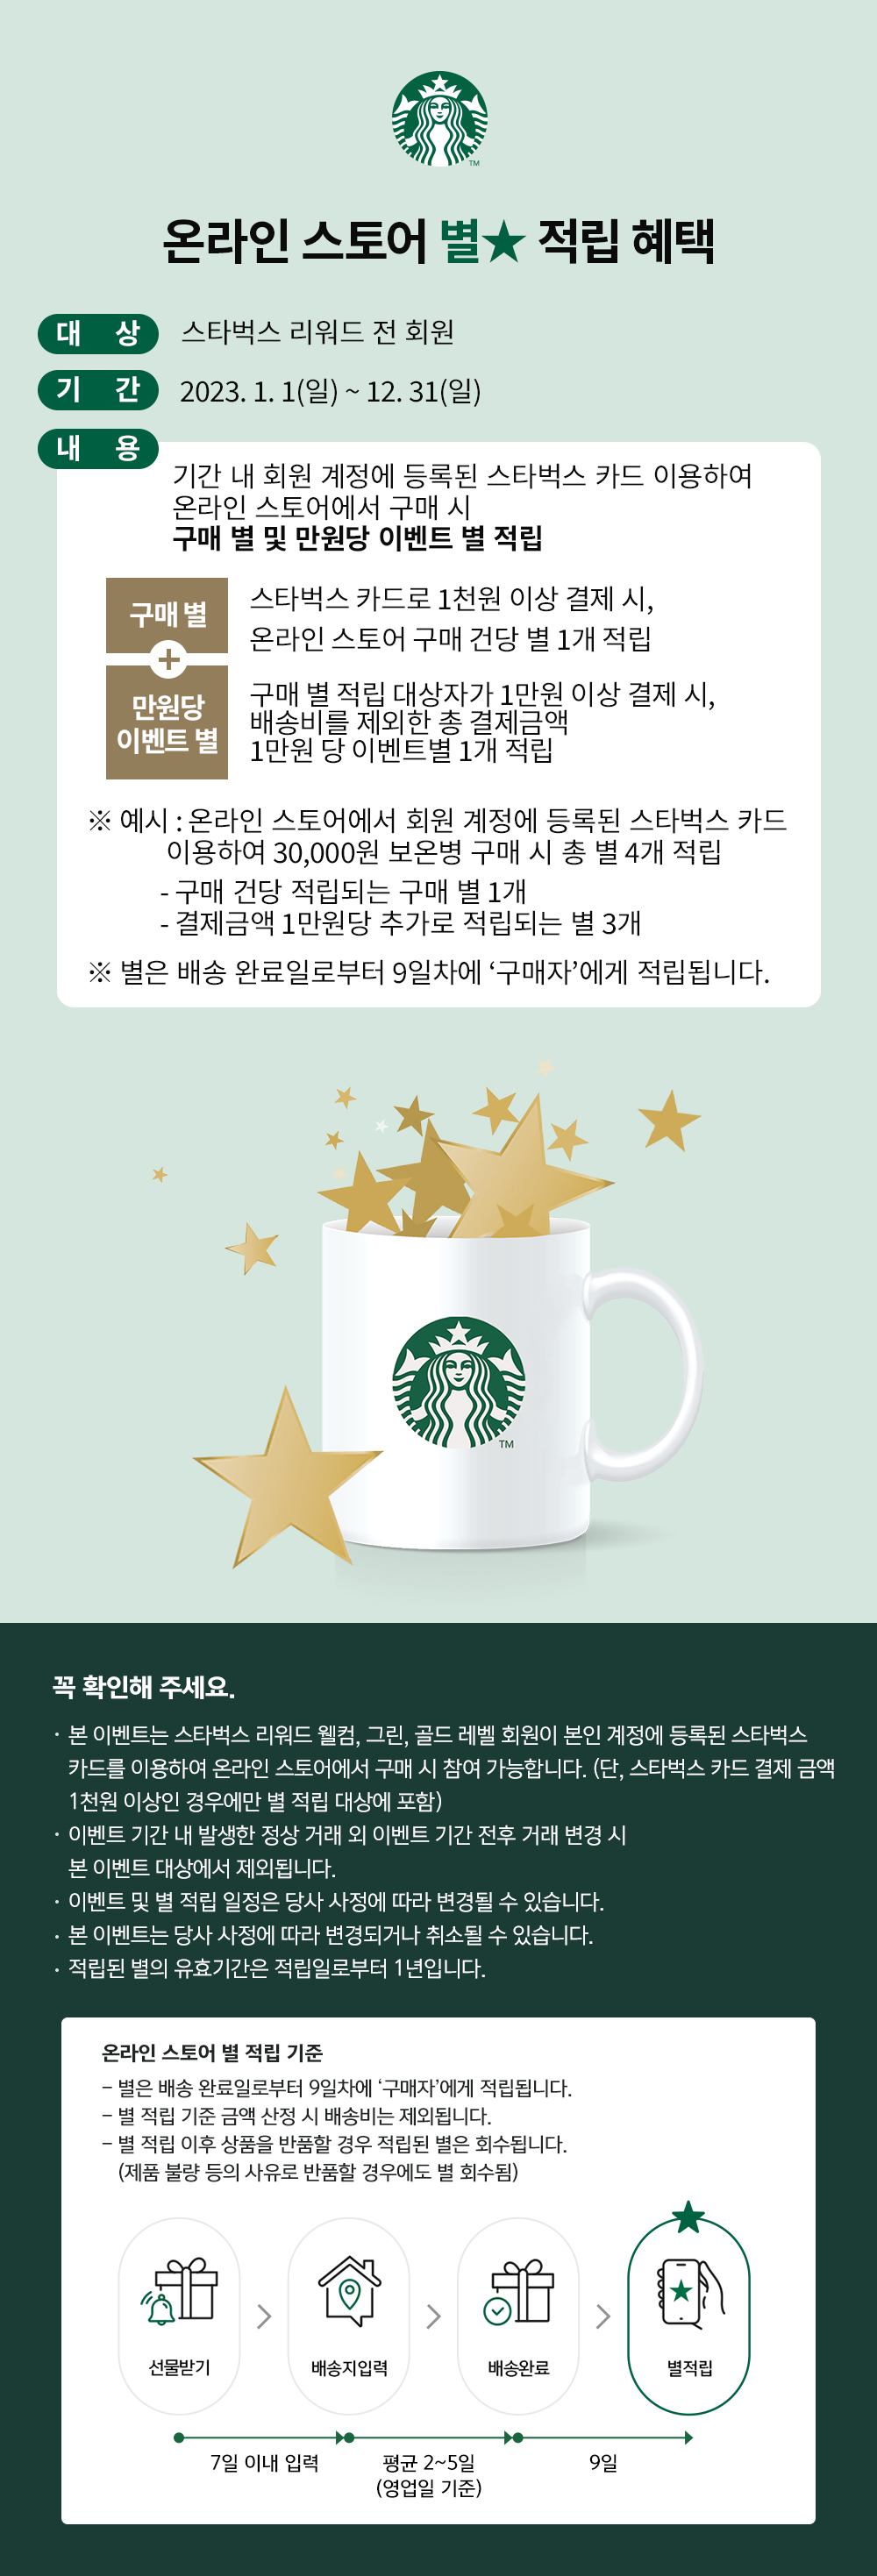 TM
온라인 스토어 별★ 적립 혜택
대 상 스타벅스 리워드 전 회원
기 간 2023. 1. 1(일) ~ 12. 31(일)
내 용
기간 내 회원 계정에 등록된 스타벅스 카드 이용하여
온라인 스토어에서 구매 시
구매 별 및 만원당 이벤트 별 적립
구매 별
스타벅스 카드로 1천원 이상 결제 시,
온라인 스토어 구매 건당 별 1개 적립
+
만원당
이벤트 별
구매 별 적립 대상자가 1만원 이상 결제 시,
배송비를 제외한 총 결제금액
1만원 당 이벤트별 1개 적립
※ 예시 : 온라인 스토어에서 회원 계정에 등록된 스타벅스 카드
이용하여 30,000원 보온병 구매 시 총 별 4개 적립
- 구매 건당 적립되는 구매 별 1개
- 결제금액 1만원당 추가로 적립되는 별 3개
※ 별은 배송 완료일로부터 9일차에 ‘구매자’에게 적립됩니다.
TM
꼭 확인해 주세요.
· 본 이벤트는 스타벅스 리워드 웰컴, 그린, 골드 레벨 회원이 본인 계정에 등록된 스타벅스
카드를 이용하여 온라인 스토어에서 구매 시 참여 가능합니다. (단, 스타벅스 카드 결제 금액
1천원 이상인 경우에만 별 적립 대상에 포함)
· 이벤트 기간 내 발생한 정상 거래 외 이벤트 기간 전후 거래 변경 시
본 이벤트 대상에서 제외됩니다.
· 이벤트 및 별 적립 일정은 당사 사정에 따라 변경될 수 있습니다.
· 본 이벤트는 당사 사정에 따라 변경되거나 취소될 수 있습니다.
· 적립된 별의 유효기간은 적립일로부터 1년입니다.
온라인 스토어 별 적립 기준
– 별은 배송 완료일로부터 9일차에 ‘구매자’에게 적립됩니다.
– 별 적립 기준 금액 산정 시 배송비는 제외됩니다.
– 별 적립 이후 상품을 반품할 경우 적립된 별은 회수됩니다.
(제품 불량 등의 사유로 반품할 경우에도 별 회수됨)
선물받기 > 배송지입력 > 배송완료 > 별적립
7일 이내 입력 평균 2~5일 9일
(영업일 기준)